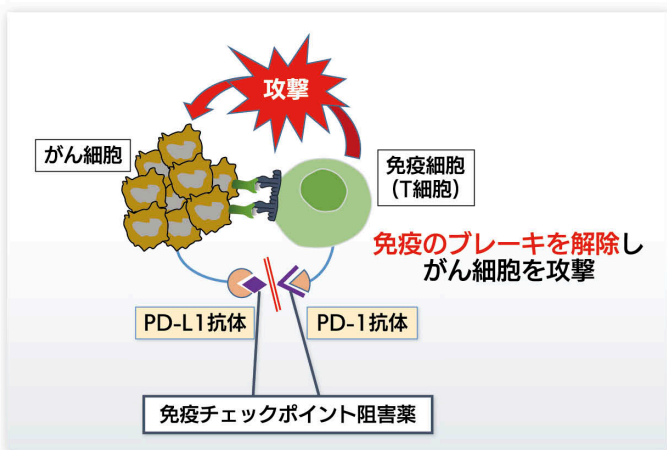 攻撃
がん細胞
免疫細胞
(T細胞)
免疫のブレーキを解除し
がん細胞を攻撃
PD-L1抗体
PD-1抗体
免疫チェックポイント阻害薬